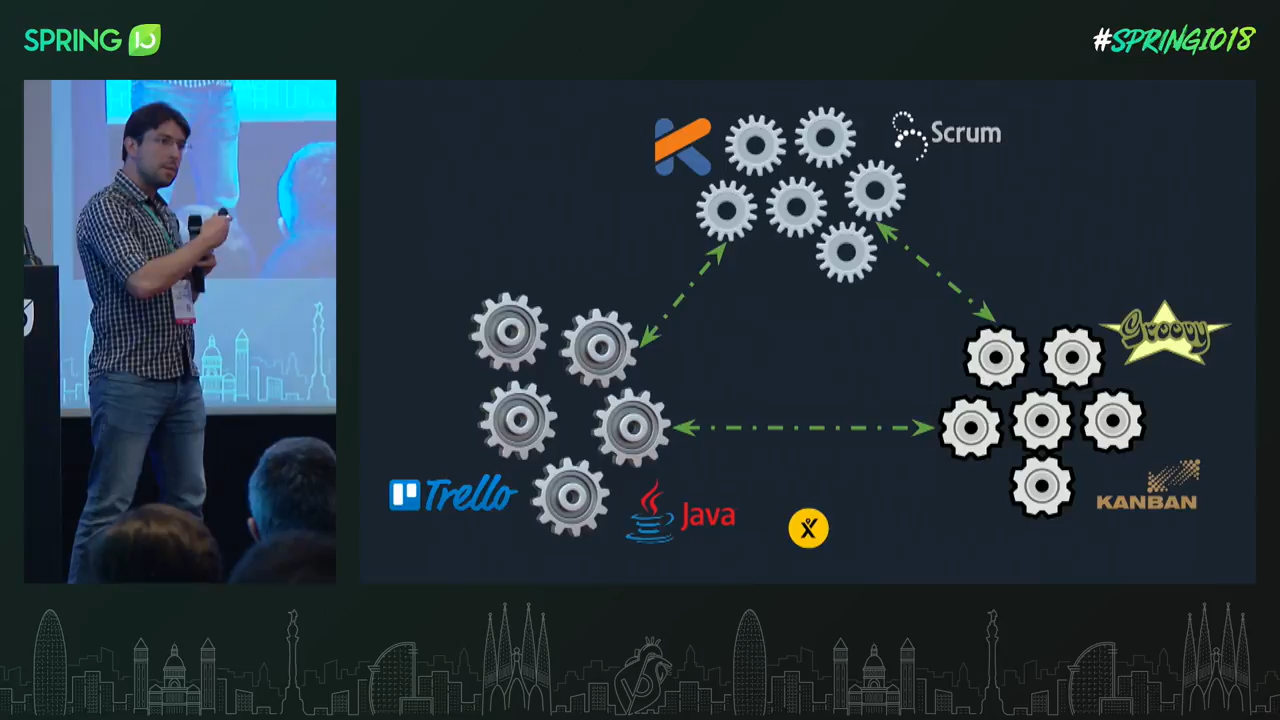 SPRING IO
#SPRINGIO18
Scrum
Groovy
Trello
Java
KANBAN